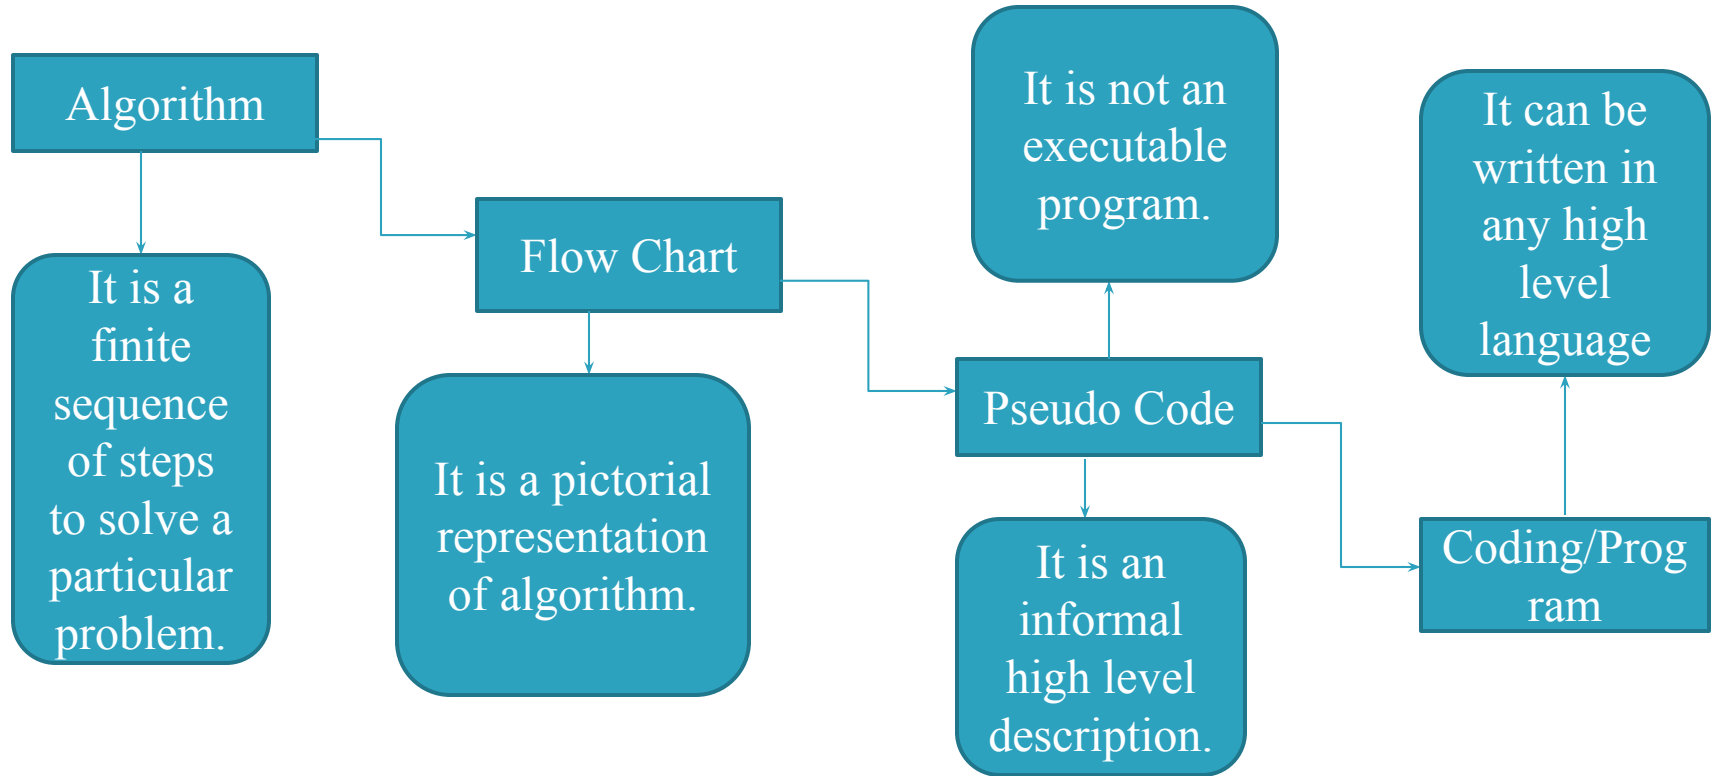 Algorithm
It is a
finite
sequence
of steps
to solve a
particular
problem.
Flow Chart
It is a pictorial
representation
of algorithm.
It is not an
executable
program.
Pseudo Code
It is an
informal
high level
description.
It can be
written in
any high
level
language
Coding/Prog
ram